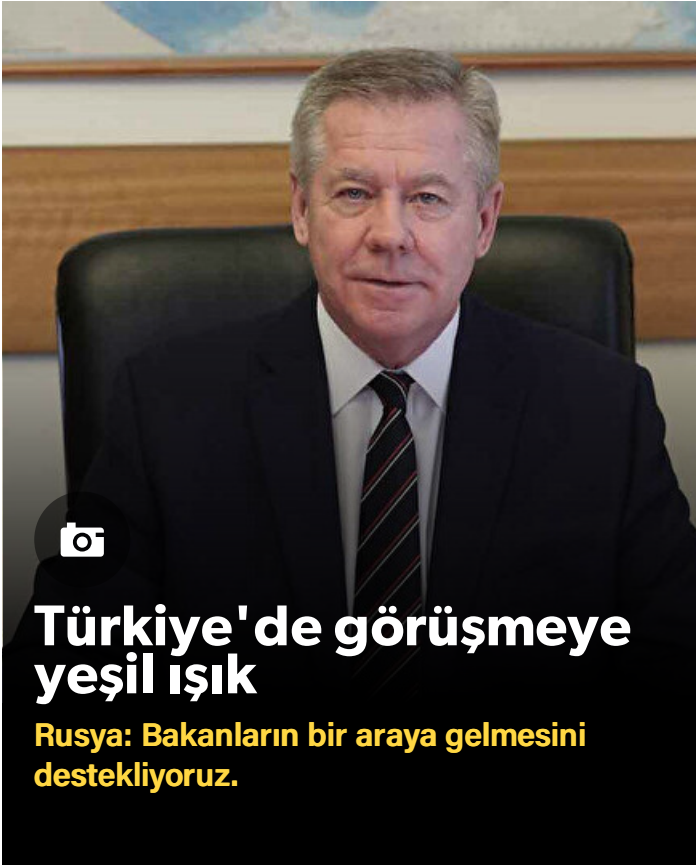 Türkiye'de görüşmeye
yeşil ışık
Rusya: Bakanların bir araya gelmesini
destekliyoruz.